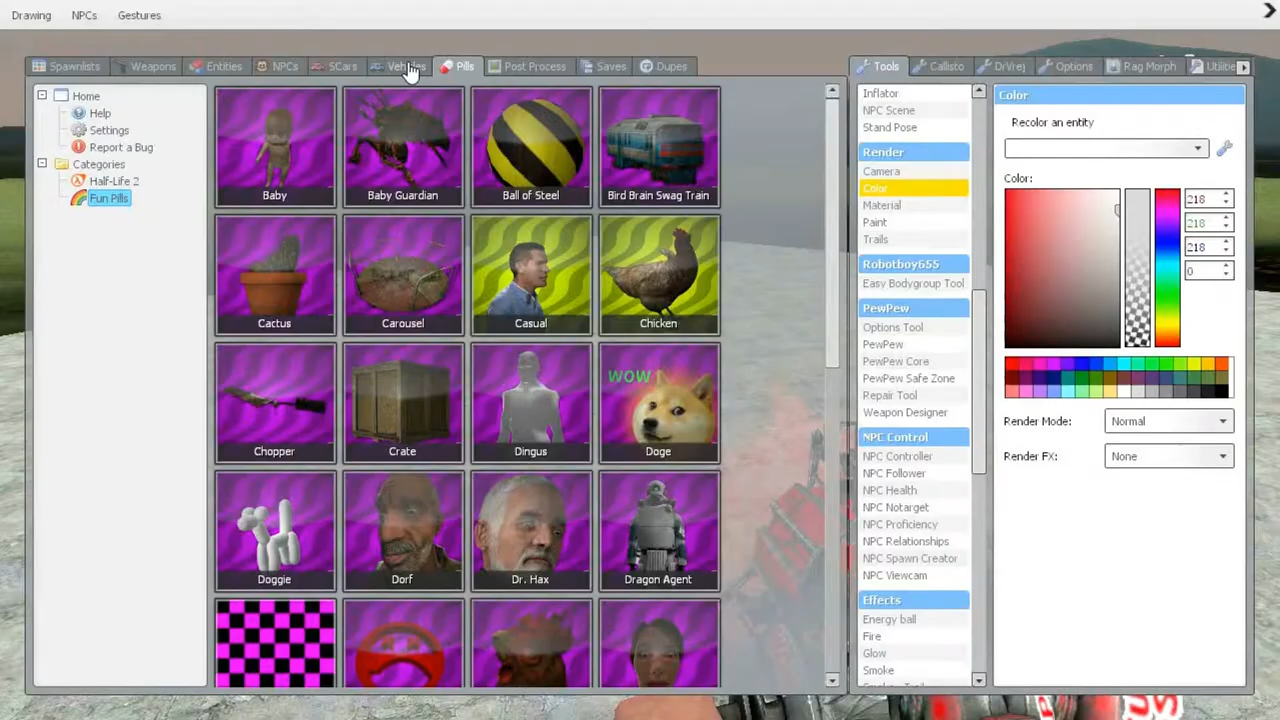 Drawing NPCs Gestures
Spawnlists Weapons Entities NPCs SCars Vehicles Pills Post Process Saves Dupes
Home
Help
Settings
Report a Bug
Categories
Half-Life 2
Fun Pills
Baby Baby Guardian Ball of Steel Bird Brain Swag Train
Cactus Carousel Casual Chicken
WOW
Chopper Crate Dingus Doge
Doggie Dorf Dr. Hax Dragon Agent
Tools Callisto DrVrej Options Rag Morph Utilitie
Inflator
NPC Scene
Stand Pose
Render
Camera
Color
Material
Paint
Trails
Robotboy655
Easy Bodygroup Tool
PewPew
Options Tool
PewPew
PewPew Core
PewPew Safe Zone
Repair Tool
Weapon Designer
NPC Control
NPC Controller
NPC Follower
NPC Health
NPC Notarget
NPC Proficiency
NPC Relationships
NPC Spawn Creator
NPC Viewcam
Effects
Energy ball
Fire
Glow
Smoke
Color
Recolor an entity
Color:
218
218
218
0
Render Mode: Normal
Render FX: None